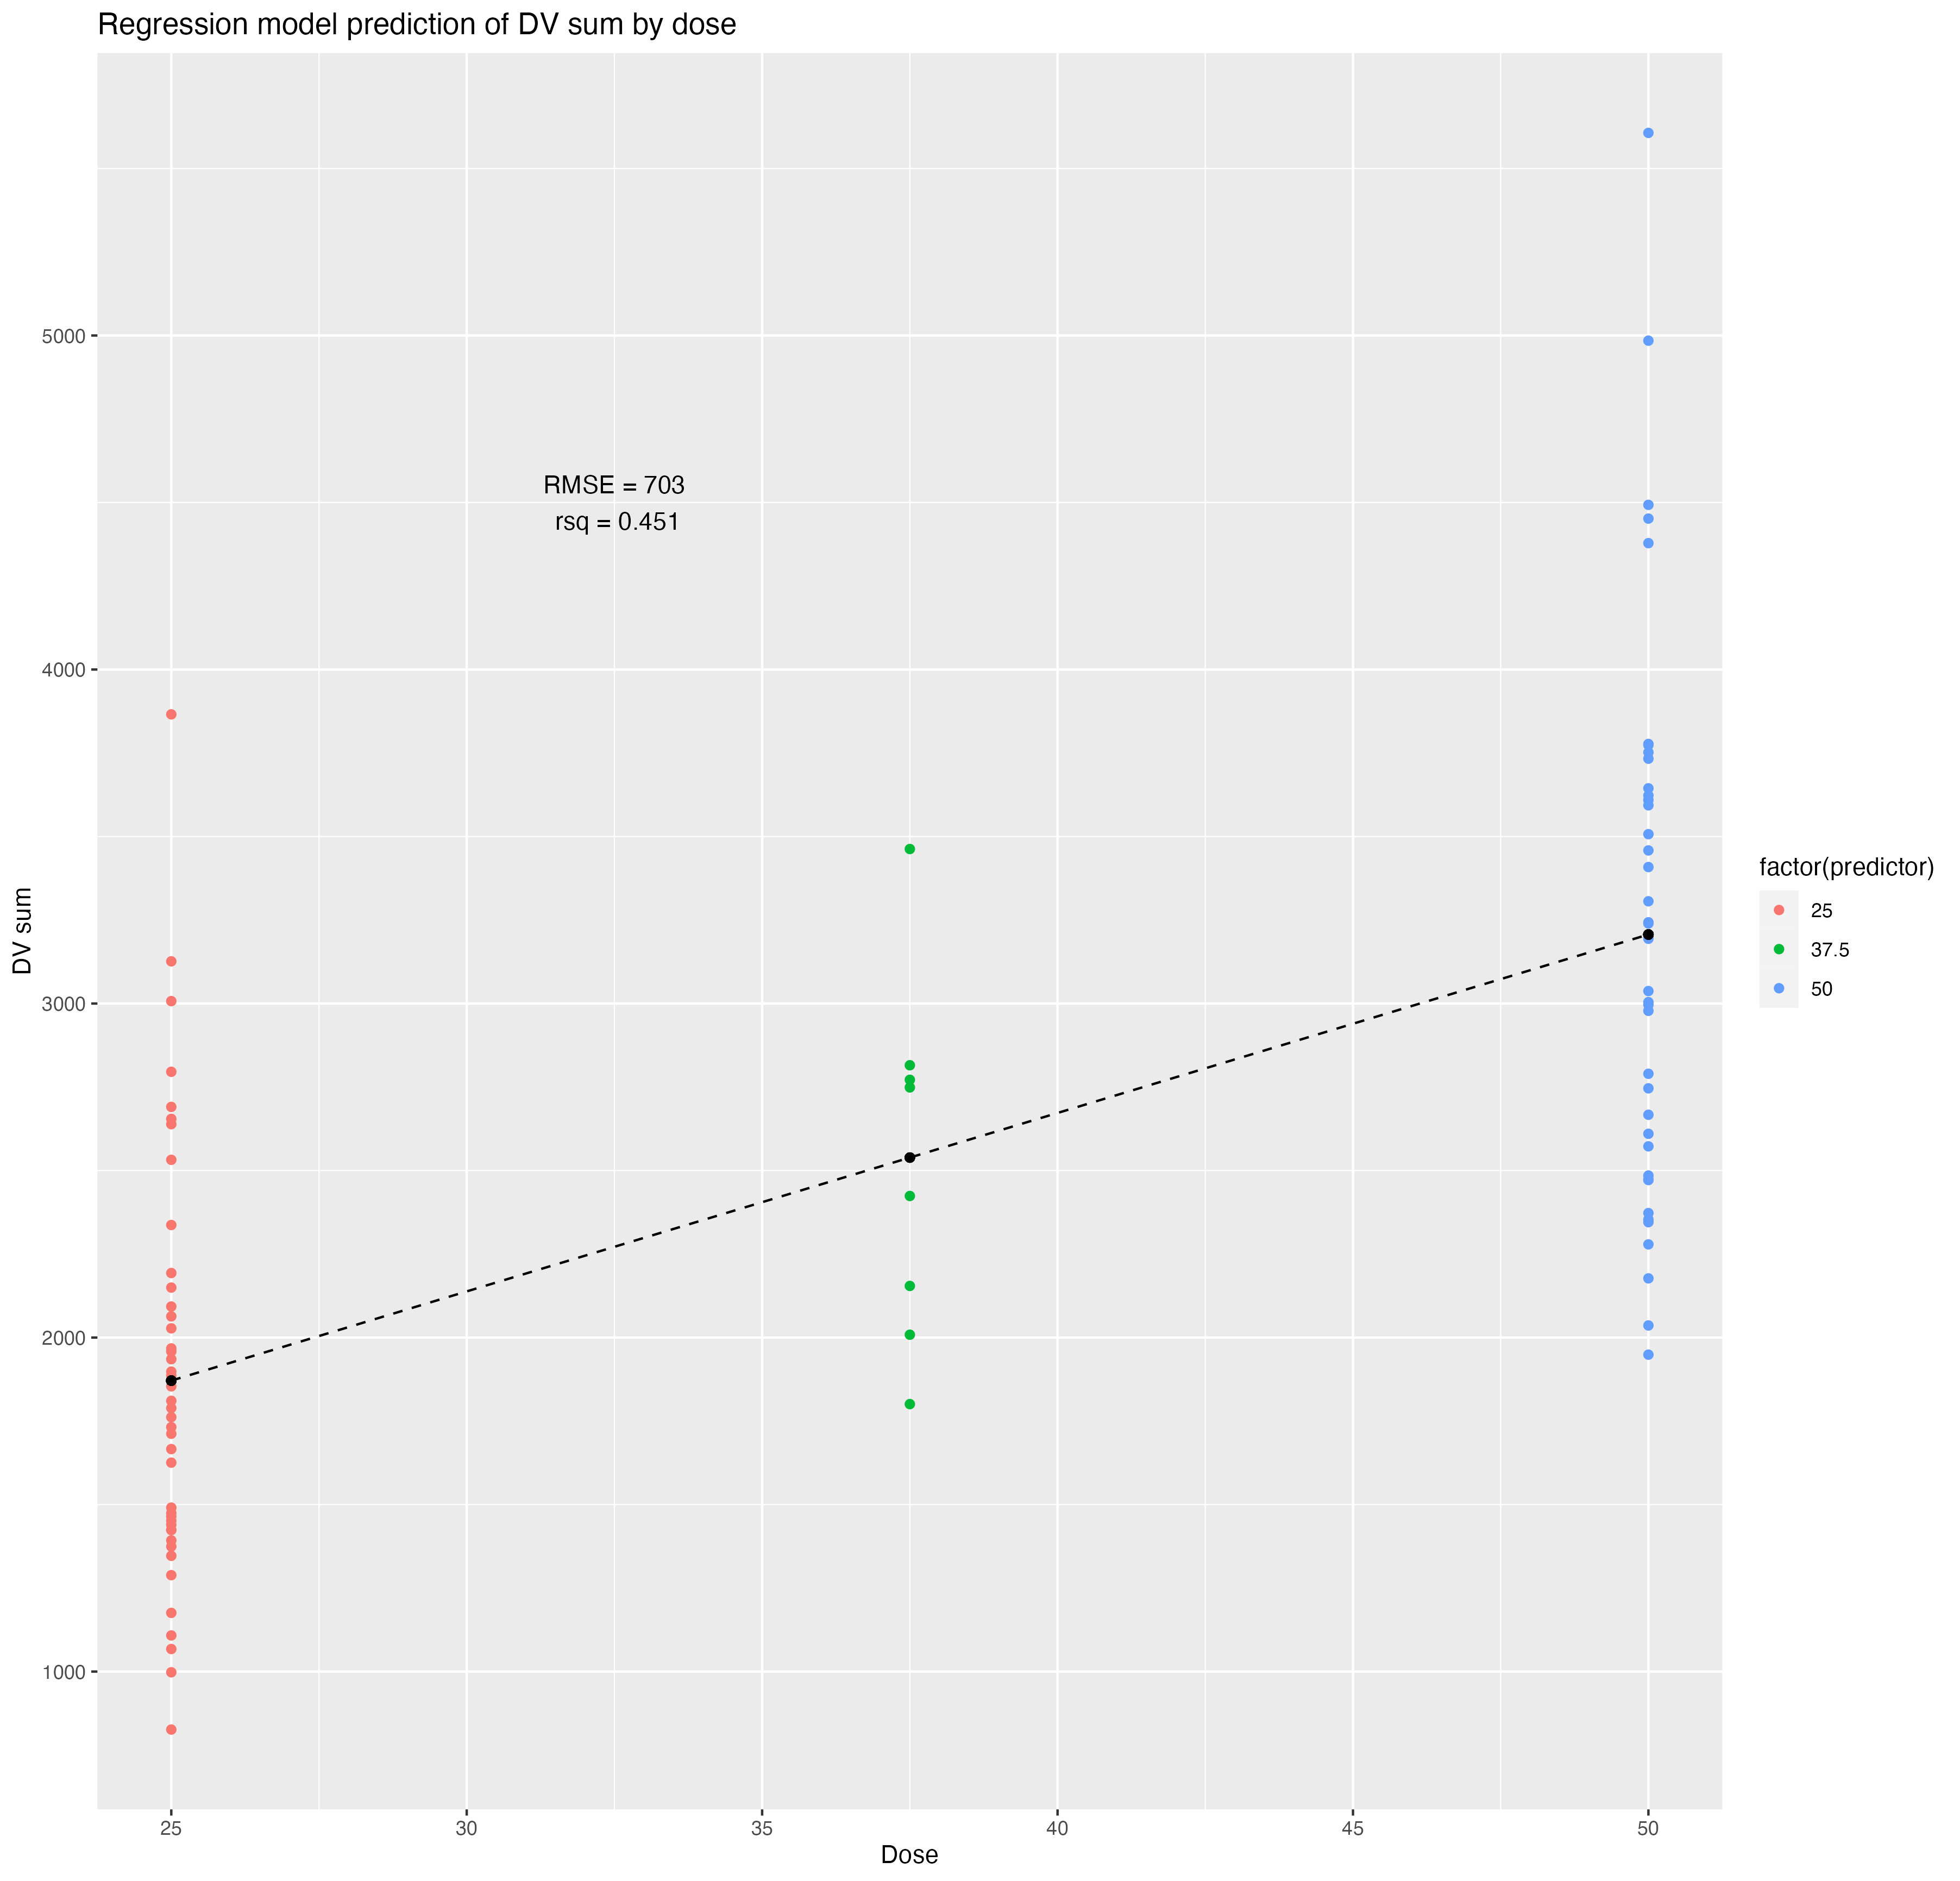 Regression model prediction of DV sum by dose
RMSE = 703
rsq = 0.451
DV sum
5000
4000
3000
2000
1000
25
30
35
40
45
50
Dose
factor(predictor)
25
37.5
50